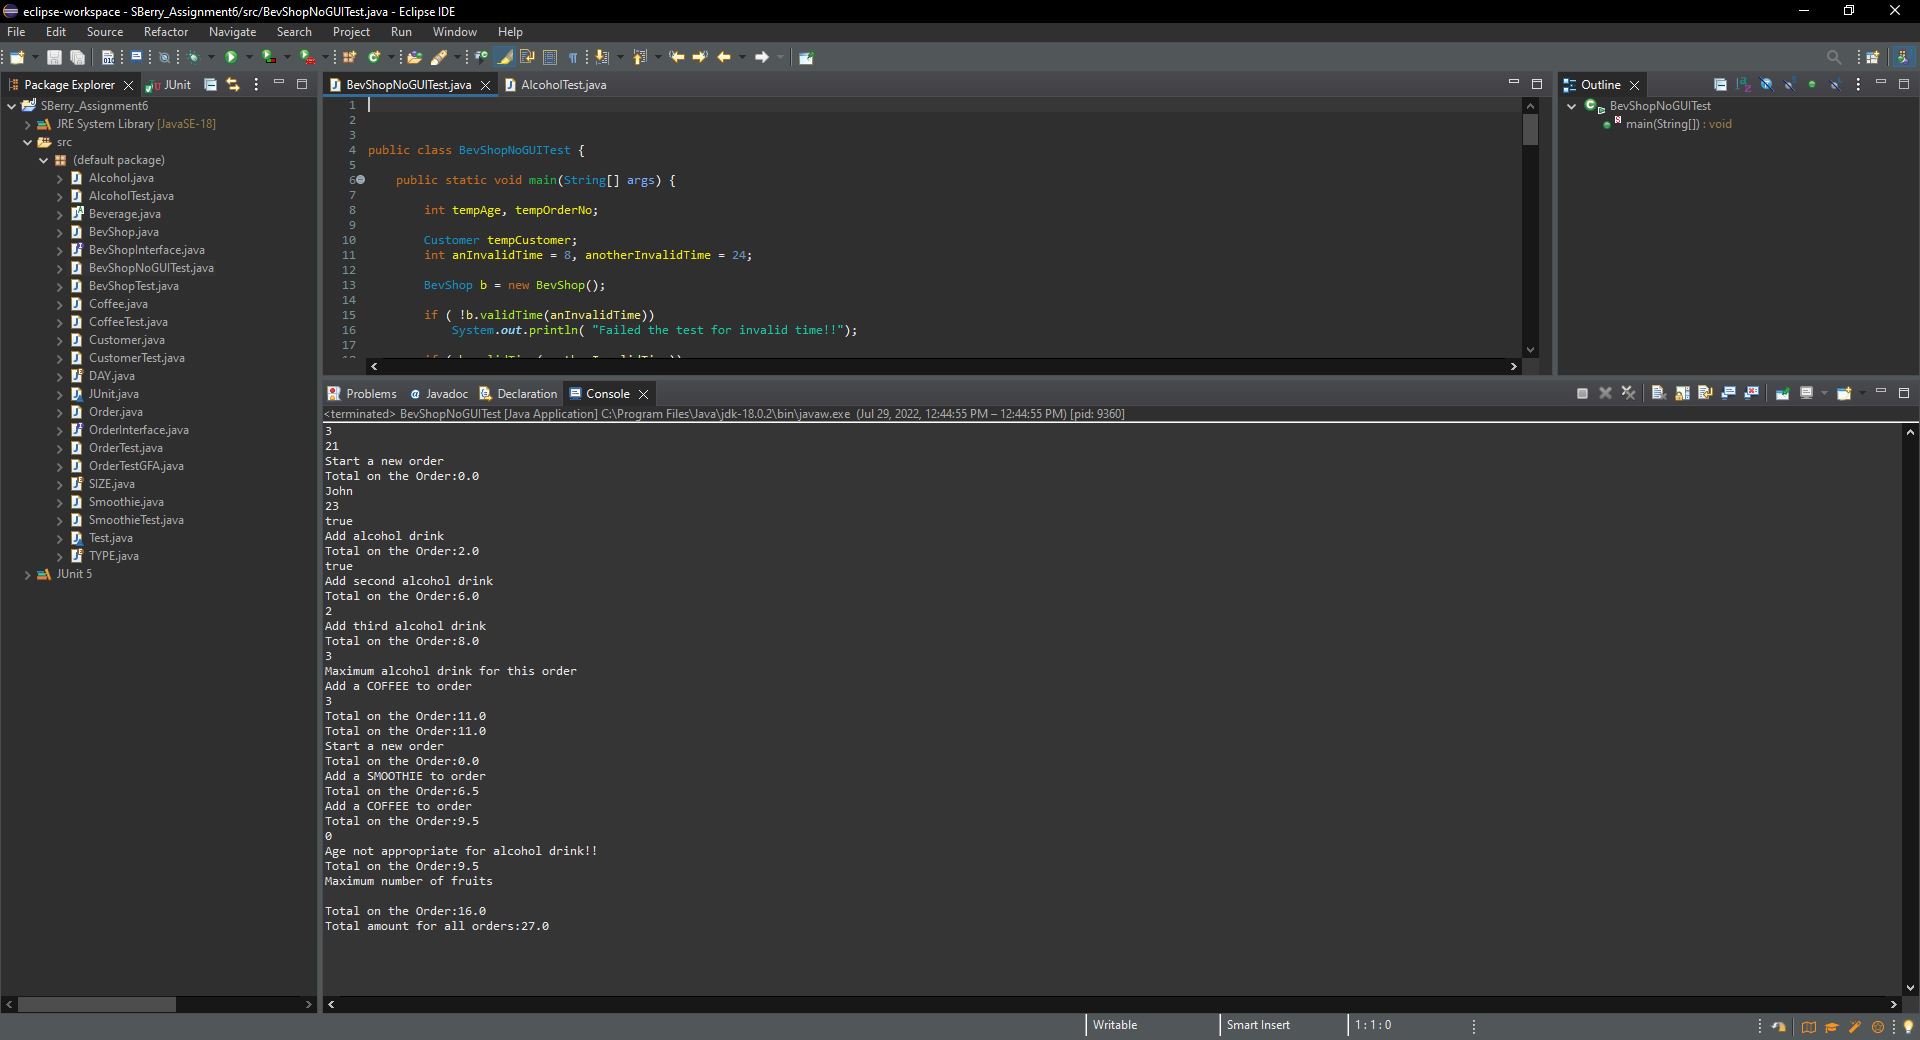 eclipse-workspace - SBerry_Assignment6/src/BevShopNoGUITest.java - Eclipse IDE
File Edit Source Refactor Navigate Search Project Run Window Help
Package Explorer JUnit
SBerry_Assignment6
JRE System Library [JavaSE-18]
src
(default package)
Alcohol.java
AlcoholTest.java
Beverage.java
BevShop.java
BevShopInterface.java
BevShopNoGUITest.java
BevShopTest.java
Coffee.java
CoffeeTest.java
Customer.java
CustomerTest.java
DAY.java
JUnit.java
Order.java
OrderInterface.java
OrderTest.java
OrderTestGFA.java
SIZE.java
Smoothie.java
SmoothieTest.java
Test.java
TYPE.java
JUnit 5
BevShopNoGUITest.java AlcoholTest.java
1
2
3
4 public class BevShopNoGUITest {
5
6 public static void main(String[] args) {
7
8 int tempAge, tempOrderNo;
9
10 Customer tempCustomer;
11 int anInvalidTime = 8, anotherInvalidTime = 24;
12
13 BevShop b = new BevShop();
14
15 if ( !b.validTime(anInvalidTime))
16 System.out.println( "Failed the test for invalid time!!");
17
Outline
BevShopNoGUITest
main(String[]) : void
Problems Javadoc Declaration Console
<terminated> BevShopNoGUITest [Java Application] C:\Program Files\Java\jdk-18.0.2\bin\javaw.exe (Jul 29, 2022, 12:44:55 PM – 12:44:55 PM) [pid: 9360]
3
21
Start a new order
Total on the Order:0.0
John
23
true
Add alcohol drink
Total on the Order:2.0
true
Add second alcohol drink
Total on the Order:6.0
2
Add third alcohol drink
Total on the Order:8.0
3
Maximum alcohol drink for this order
Add a COFFEE to order
3
Total on the Order:11.0
Total on the Order:11.0
Start a new order
Total on the Order:0.0
Add a SMOOTHIE to order
Total on the Order:6.5
Add a COFFEE to order
Total on the Order:9.5
0
Age not appropriate for alcohol drink!!
Total on the Order:9.5
Maximum number of fruits
Total on the Order:16.0
Total amount for all orders:27.0
Writable Smart Insert 1 : 1 : 0